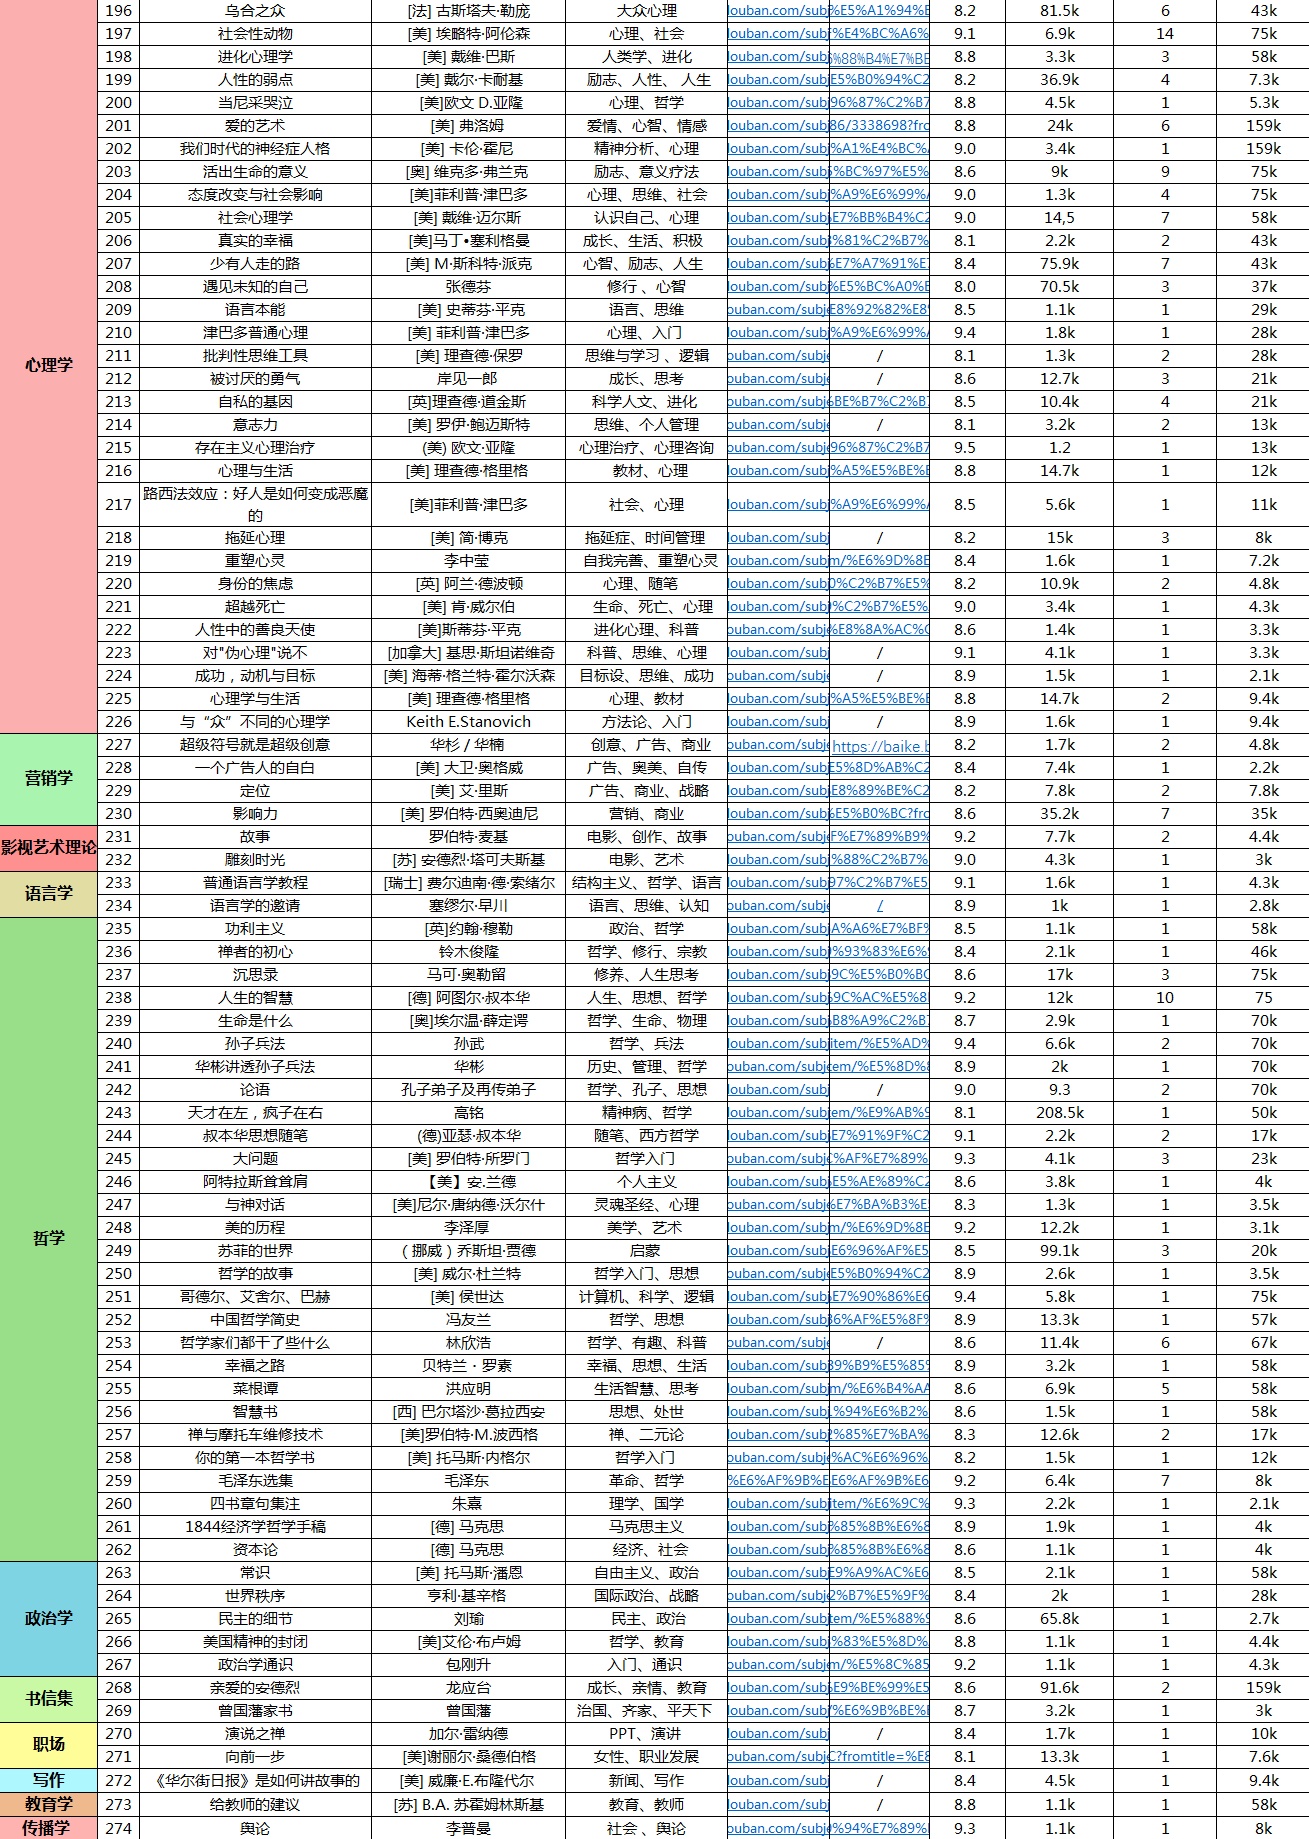 196 乌合之众 [法] 古斯塔夫·勒庞 大众心理 louban.com/subj %E5%A1%94%E 8.2 81.5k 6 43k
197 社会性动物 [美] 埃略特·阿伦森 心理、社会 louban.com/subj %E4%BC%A6% 9.1 6.9k 14 75k
198 进化心理学 [美] 戴维·巴斯 人类学、进化 louban.com/subj %88%B4%E7%BE 8.8 3.3k 3 58k
199 人性的弱点 [美] 戴尔·卡耐基 励志、人性、 人生 louban.com/subj E5%B0%94%C2 8.2 36.9k 4 7.3k
200 当尼采哭泣 [美]欧文 D.亚隆 心理、哲学 louban.com/subj 96%87%C2%B7 8.8 4.5k 1 5.3k
201 爱的艺术 [美] 弗洛姆 爱情、心智、情感 louban.com/subj 86/3338698?frc 8.8 24k 6 159k
202 我们时代的神经症人格 [美] 卡伦·霍尼 精神分析、心理 louban.com/subj %A1%E4%BC% 9.0 3.4k 1 159k
203 活出生命的意义 [奥] 维克多·弗兰克 励志、意义疗法 louban.com/subj %BC%97%E5% 8.6 9k 9 75k
204 态度改变与社会影响 [美]菲利普·津巴多 心理、思维、社会 louban.com/subj %A9%E6%99% 9.0 1.3k 4 75k
205 社会心理学 [美] 戴维·迈尔斯 认识自己、心理 louban.com/subj E7%BB%B4%C2 9.0 14,5 7 58k
206 真实的幸福 [美]马丁•塞利格曼 成长、生活、积极 louban.com/subj %81%C2%B7% 8.1 2.2k 2 43k
207 少有人走的路 [美] M·斯科特·派克 心智、励志、人生 louban.com/subj %E7%A7%91%E 8.4 75.9k 7 43k
208 遇见未知的自己 张德芬 修行 、心智 louban.com/subj %E5%BC%A0%E 8.0 70.5k 3 37k
209 语言本能 [美] 史蒂芬·平克 语言、思维 ouban.com/subje E8%92%82%E8 8.5 1.1k 1 29k
210 津巴多普通心理 [美] 菲利普·津巴多 心理、入门 louban.com/subj %A9%E6%99% 9.4 1.8k 1 28k
211 批判性思维工具 [美] 理查德·保罗 思维与学习 、逻辑 ouban.com/subje / 8.1 1.3k 2 28k
212 被讨厌的勇气 岸见一郎 成长、思考 ouban.com/subje / 8.6 12.7k 3 21k
213 自私的基因 [英]理查德·道金斯 科学人文、进化 ouban.com/subje BE%B7%C2%B7 8.5 10.4k 4 21k
214 意志力 [美] 罗伊·鲍迈斯特 思维、个人管理 ouban.com/subje / 8.1 3.2k 2 13k
215 存在主义心理治疗 (美) 欧文·亚隆 心理治疗、心理咨询 ouban.com/subje 96%87%C2%B7 9.5 1.2 1 13k
216 心理与生活 [美] 理查德·格里格 教材、心理 louban.com/subj %A5%E5%BE%E 8.8 14.7k 1 12k
217 路西法效应：好人是如何变成恶魔的 [美]菲利普·津巴多 社会、心理 louban.com/subj %A9%E6%99% 8.5 5.6k 1 11k
218 拖延心理 [美] 简·博克 拖延症、时间管理 louban.com/subj / 8.2 15k 3 8k
219 重塑心灵 李中莹 自我完善、重塑心灵 louban.com/subj m/%E6%9D%8E 8.4 1.6k 1 7.2k
220 身份的焦虑 [英] 阿兰·德波顿 心理、随笔 louban.com/subj 0%C2%B7%E5% 8.2 10.9k 2 4.8k
221 超越死亡 [美] 肯·威尔伯 生命、死亡、心理 louban.com/subj %C2%B7%E5% 9.0 3.4k 1 4.3k
222 人性中的善良天使 [美]斯蒂芬·平克 进化心理、科普 ouban.com/subje %E8%8A%AC%C 8.6 1.4k 1 3.3k
223 对"伪心理"说不 [加拿大] 基思·斯坦诺维奇 科普、思维、心理 louban.com/subj / 9.1 4.1k 1 3.3k
224 成功，动机与目标 [美] 海蒂·格兰特·霍尔沃森 目标设、思维、成功 ouban.com/subje / 8.9 1.5k 1 2.1k
心理学 225 心理学与生活 [美] 理查德·格里格 心理、教材 louban.com/subj %A5%E5%BE%E 8.8 14.7k 2 9.4k
226 与“众”不同的心理学 Keith E.Stanovich 方法论、入门 louban.com/subj / 8.9 1.6k 1 9.4k
227 超级符号就是超级创意 华杉 / 华楠 创意、广告、商业 ouban.com/subje https://baike.b 8.2 1.7k 2 4.8k
营销学 228 一个广告人的自白 [美] 大卫·奥格威 广告、奥美、自传 louban.com/subj E5%8D%AB%C2 8.4 7.4k 1 2.2k
229 定位 [美] 艾·里斯 广告、商业、战略 louban.com/subj E8%89%BE%C2 8.2 7.8k 2 7.8k
230 影响力 [美] 罗伯特·西奥迪尼 营销、商业 louban.com/subj %E5%B0%BC?frc 8.6 35.2k 7 35k
影视艺术理论 231 故事 罗伯特·麦基 电影、创作、故事 ouban.com/subje F%E7%89%B9% 9.2 7.7k 2 4.4k
232 雕刻时光 [苏] 安德烈·塔可夫斯基 电影、艺术 louban.com/subj %88%C2%B7% 9.0 4.3k 1 3k
语言学 233 普通语言学教程 [瑞士] 费尔迪南·德·索绪尔 结构主义、哲学、语言 louban.com/subj 97%C2%B7%E5 9.1 1.6k 1 4.3k
234 语言学的邀请 塞缪尔·早川 语言、思维、认知 ouban.com/subje / 8.9 1k 1 2.8k
235 功利主义 [英]约翰·穆勒 政治、哲学 louban.com/subj A%A6%E7%BF% 8.5 1.1k 1 58k
236 禅者的初心 铃木俊隆 哲学、修行、宗教 louban.com/subj %93%83%E6% 8.4 2.1k 1 46k
237 沉思录 马可·奥勒留 修养、人生思考 louban.com/subj 9C%E5%B0%BC 8.6 17k 3 75k
238 人生的智慧 [德] 阿图尔·叔本华 人生、思想、哲学 louban.com/subj 9C%AC%E5%8 9.2 12k 10 75
239 生命是什么 [奥]埃尔温·薛定谔 哲学、生命、物理 louban.com/subj B8%A9%C2%B7 8.7 2.9k 1 70k
240 孙子兵法 孙武 哲学、兵法 louban.com/subj item/%E5%AD% 9.4 6.6k 2 70k
241 华彬讲透孙子兵法 华彬 历史、管理、哲学 ouban.com/subje em/%E5%8D%8 8.9 2k 1 70k
242 论语 孔子弟子及再传弟子 哲学、孔子、思想 louban.com/subj / 9.0 9.3 2 70k
243 天才在左，疯子在右 高铭 精神病、哲学 louban.com/subj em/%E9%AB%9 8.1 208.5k 1 50k
244 叔本华思想随笔 (德)亚瑟·叔本华 随笔、西方哲学 louban.com/subj E7%91%9F%C2 9.1 2.2k 2 17k
245 大问题 [美] 罗伯特·所罗门 哲学入门 ouban.com/subje %AF%E7%89% 9.3 4.1k 3 23k
246 阿特拉斯耸耸肩 【美】安.兰德 个人主义 louban.com/subj E5%AE%89%C2 8.6 3.8k 1 4k
247 与神对话 [美]尼尔·唐纳德·沃尔什 灵魂圣经、心理 louban.com/subj %E7%BA%B3%E 8.3 1.3k 1 3.5k
哲学 248 美的历程 李泽厚 美学、艺术 louban.com/subj m/%E6%9D%8E 9.2 12.2k 1 3.1k
249 苏菲的世界 （ 挪威 ）乔斯坦·贾德 启蒙 louban.com/subj E6%96%AF%E5 8.5 99.1k 3 20k
250 哲学的故事 [美] 威尔·杜兰特 哲学入门、思想 ouban.com/subje E5%B0%94%C2 8.9 2.6k 1 3.5k
251 哥德尔、艾舍尔、巴赫 [美] 侯世达 计算机、科学、逻辑 louban.com/subj E7%90%86%E6 9.4 5.8k 1 75k
252 中国哲学简史 冯友兰 哲学、思想 louban.com/subj 36%AF%E5%8F% 8.9 13.3k 1 57k
253 哲学家们都干了些什么 林欣浩 哲学、有趣、科普 ouban.com/subje / 8.6 11.4k 6 67k
254 幸福之路 贝特兰・罗素 幸福、思想、生活 louban.com/subj 39%B9%E5%85% 8.9 3.2k 1 58k
255 菜根谭 洪应明 生活智慧、思考 louban.com/subj m/%E6%B4%AA 8.6 6.9k 5 58k
256 智慧书 [西] 巴尔塔沙·葛拉西安 思想、处世 louban.com/subj %94%E6%B2% 8.6 1.5k 1 58k
257 禅与摩托车维修技术 [美]罗伯特·M.波西格 禅、二元论 louban.com/subj %85%E7%BA% 8.3 12.6k 2 17k
258 你的第一本哲学书 [美] 托马斯·内格尔 哲学入门 ouban.com/subje %AC%E6%96% 8.2 1.5k 1 12k
259 毛泽东选集 毛泽东 革命、哲学 %E6%AF%9B%E E6%AF%9B%E6 9.2 6.4k 7 8k
260 四书章句集注 朱熹 理学、国学 louban.com/subj item/%E6%9C% 9.3 2.2k 1 2.1k
261 1844经济学哲学手稿 [德] 马克思 马克思主义 louban.com/subj %85%8B%E6%8 8.9 1.9k 1 4k
262 资本论 [德] 马克思 经济、社会 louban.com/subj %85%8B%E6%8 8.6 1.1k 1 4k
263 常识 [美] 托马斯·潘恩 自由主义、政治 louban.com/subj E9%A9%AC%E6 8.5 2.1k 1 58k
264 世界秩序 亨利·基辛格 国际政治、战略 ouban.com/subje 2%B7%E5%9F% 8.4 2k 1 28k
政治学 265 民主的细节 刘瑜 民主、政治 louban.com/subj em/%E5%88%9 8.6 65.8k 1 2.7k
266 美国精神的封闭 [美]艾伦·布卢姆 哲学、教育 louban.com/subj %83%E5%8D% 8.8 1.1k 1 4.4k
267 政治学通识 包刚升 入门、通识 ouban.com/subje m/%E5%8C%85 9.2 1.1k 1 4.3k
书信集 268 亲爱的安德烈 龙应台 成长、亲情、教育 louban.com/subj E9%BE%99%E5 8.6 91.6k 2 159k
269 曾国藩家书 曾国藩 治国、齐家、平天下 louban.com/subj %E6%9B%BE%E 8.7 3.2k 1 3k
职场 270 演说之禅 加尔·雷纳德 PPT、演讲 louban.com/subj / 8.4 1.7k 1 10k
271 向前一步 [美]谢丽尔·桑德伯格 女性、职业发展 ouban.com/subje C?fromtitle=%E8 8.1 13.3k 1 7.6k
写作 272 《华尔街日报》是如何讲故事的 [美] 威廉·E.布隆代尔 新闻、写作 louban.com/subj / 8.4 4.5k 1 9.4k
教育学 273 给教师的建议 [苏] B.A. 苏霍姆林斯基 教育、教师 louban.com/subj / 8.8 1.1k 1 58k
传播学 274 舆论 李普曼 社会 、舆论 ouban.com/subje %94%E7%89% 9.3 1.1k 1 8k